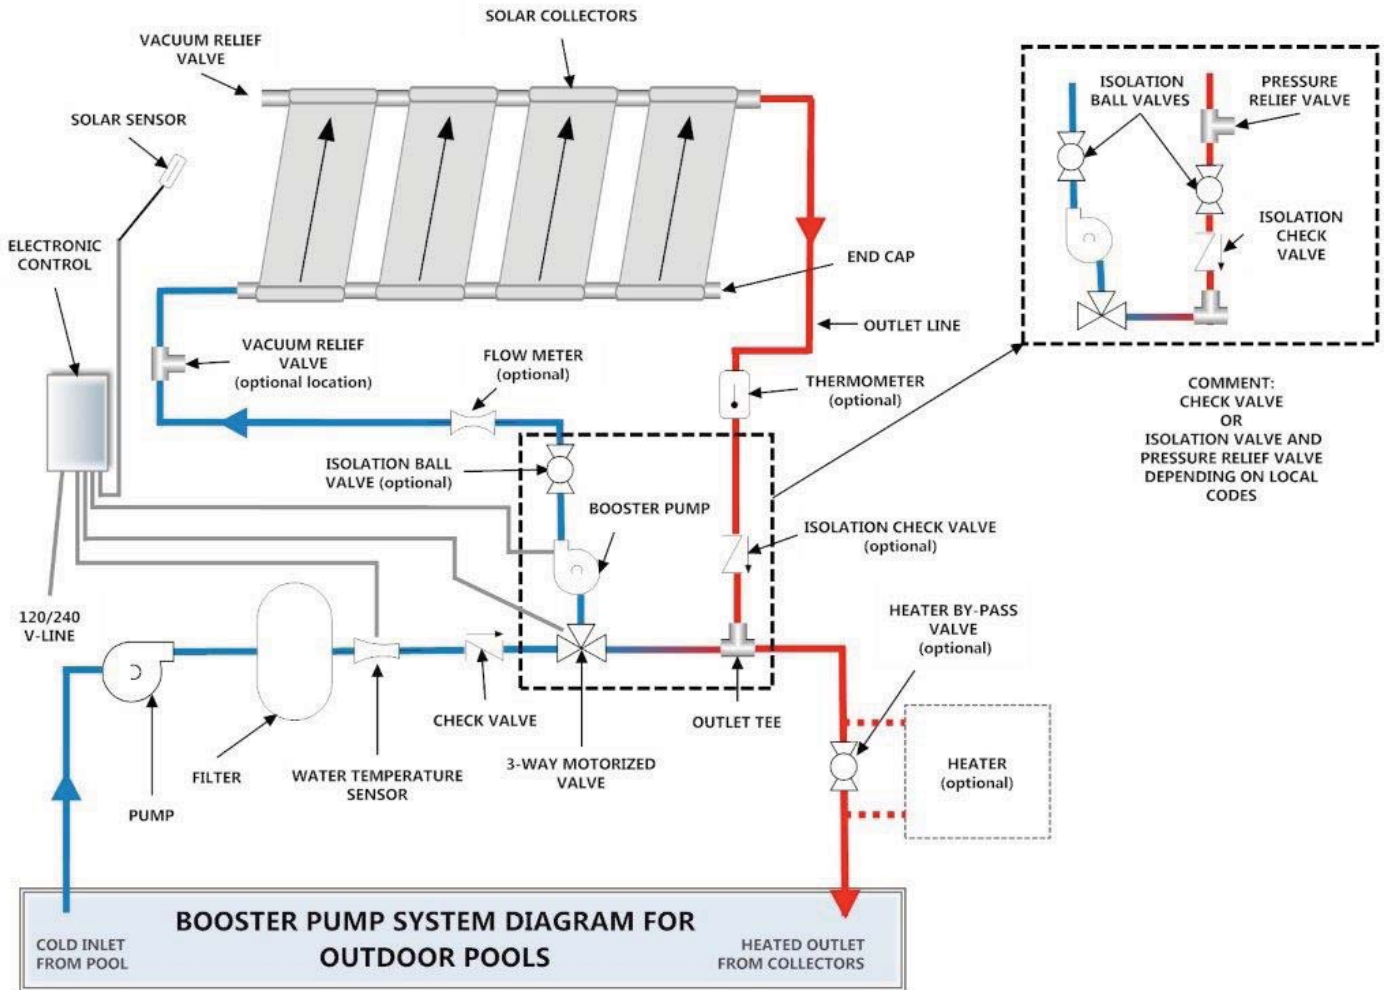 SOLAR COLLECTORS
VACUUM RELIEF
VALVE
SOLAR SENSOR
ELECTRONIC
CONTROL
END CAP
OUTLET LINE
VACUUM RELIEF
VALVE
(optional location)
FLOW METER
(optional)
THERMOMETER
(optional)
ISOLATION BALL
VALVE (optional)
BOOSTER PUMP
ISOLATION CHECK VALVE
(optional)
120/240
V-LINE
HEATER BY-PASS
VALVE
(optional)
CHECK VALVE
OUTLET TEE
3-WAY MOTORIZED
VALVE
FILTER
WATER TEMPERATURE
SENSOR
PUMP
HEATER
(optional)
ISOLATION
BALL VALVES
PRESSURE
RELIEF VALVE
ISOLATION
CHECK
VALVE
COMMENT:
CHECK VALVE
OR
ISOLATION VALVE AND
PRESSURE RELIEF VALVE
DEPENDING ON LOCAL
CODES
COLD INLET
FROM POOL
BOOSTER PUMP SYSTEM DIAGRAM FOR
OUTDOOR POOLS
HEATED OUTLET
FROM COLLECTORS